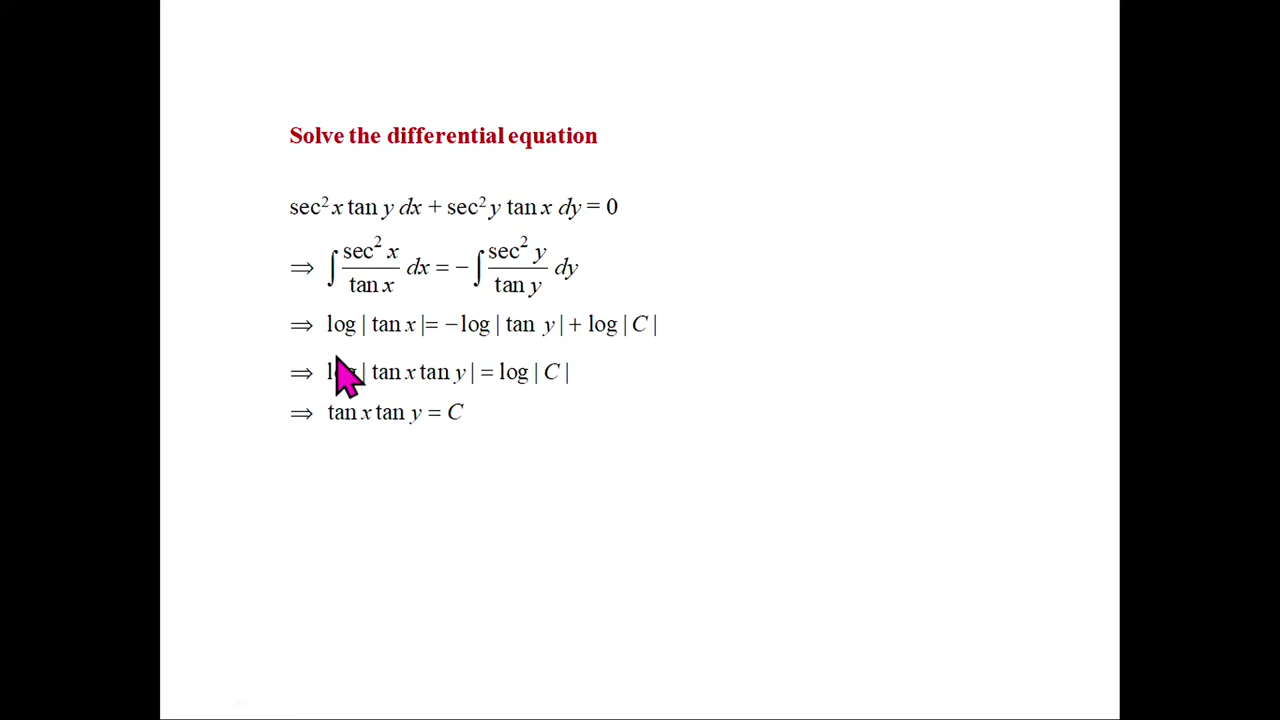 Solve the differential equation
sec² x tan y dx + sec² y tan x dy = 0
⇒ ∫ sec² x / tan x dx = − ∫ sec² y / tan y dy
⇒ log | tan x |= − log | tan y | + log | C |
⇒ log | tan x tan y | = log | C |
⇒ tan x tan y = C